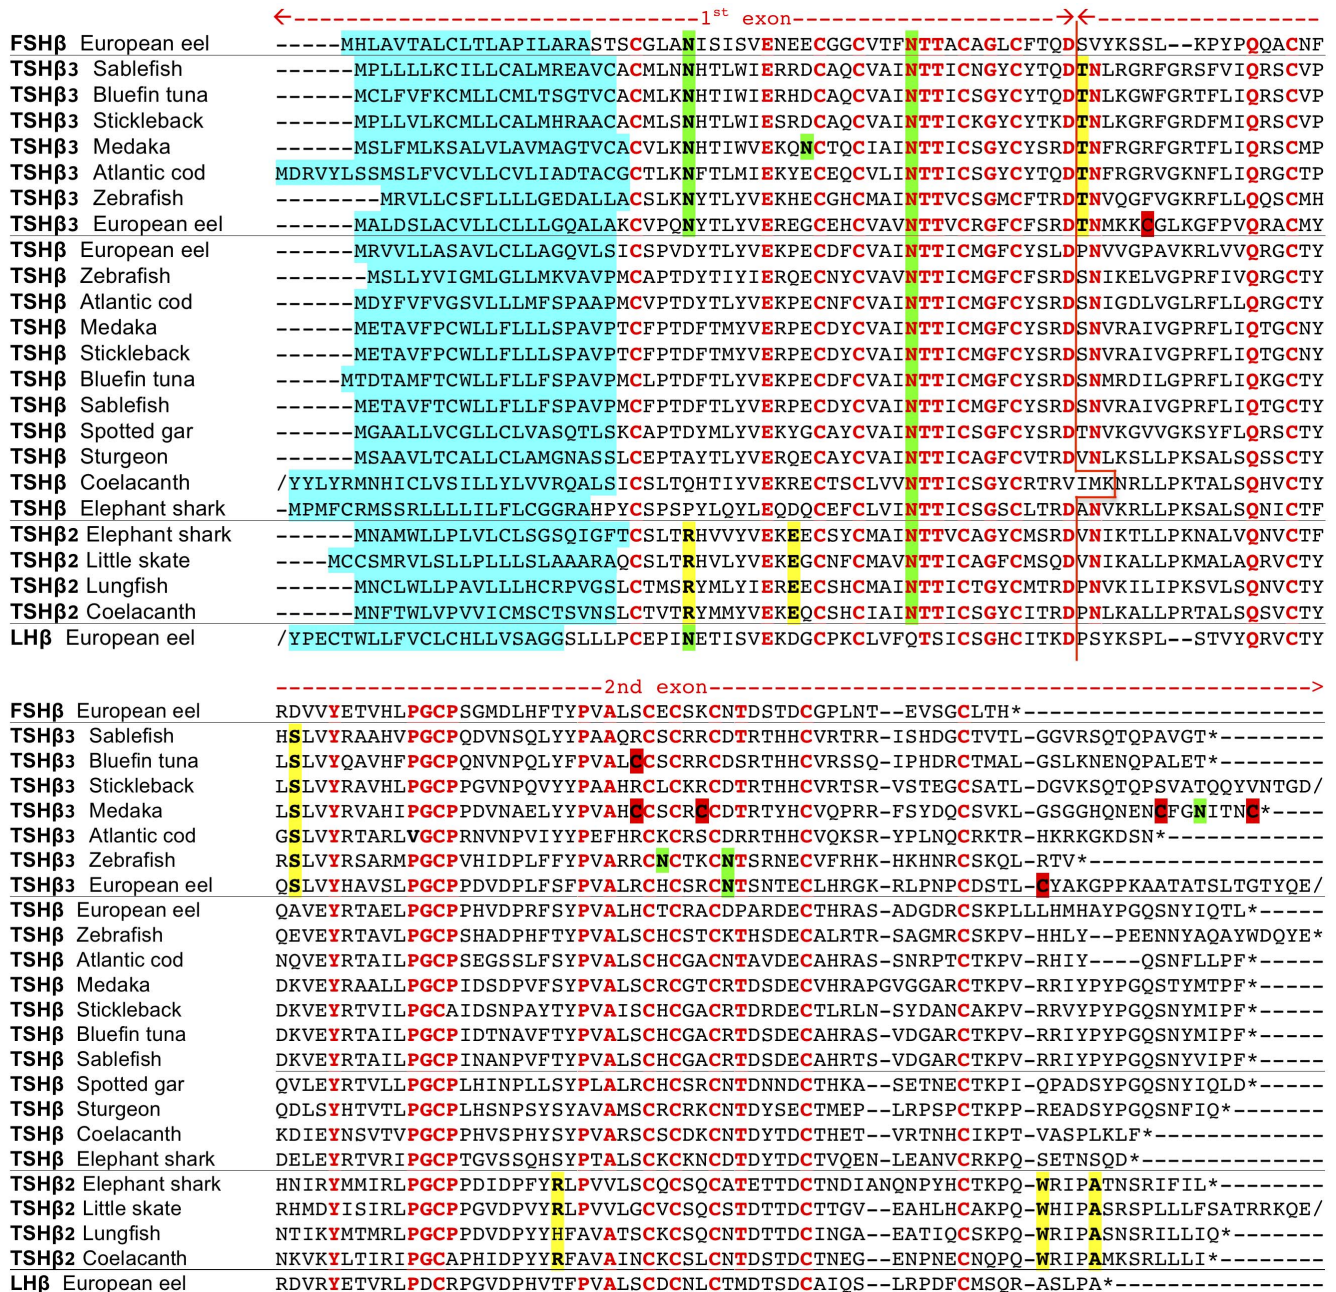 <------------------------------1st exon--------------------><------------------
FSHβ European eel -----MHLAVTALCLTLAPILARASTSCGLANISISVENEECGGCVTFNTTACAGLCFTQDSVYKSSL--KPYPQQACNF
TSHβ3 Sablefish ------MPLLLLKCILLCALMREAVCACMLNNHTLWIERRDCAQCVAINTTICNGYCYTQDTNLRGRFGRSFVIQRSCVP
TSHβ3 Bluefin tuna ------MCLFVFKCMLLCMLTSGTVCACMLKNHTIWIERHDCAQCVAINTTICSGYCYTQDTNLKGWFGRTFLIQRSCVP
TSHβ3 Stickleback ------MPLLVLKCMLLCALMHRAACACMLSNHTLWIESRDCAQCVAINTTICKGYCYTKDTNLKGRFGRDFMIQRSCVP
TSHβ3 Medaka ------MSLFMLKSALVLAVMAGTVCACVLKNHTIWVEKQNCTQCIAINTTICSGYCYSRDTNFRGRFGRTFLIQRSCMP
TSHβ3 Atlantic cod MDRVYLSSMSLFVCVLLCVLIADTACGCTLKNFTLMIEKYECEQCVLINTTICSGYCYTQDTNFRGRVGKNFLIQRGCTP
TSHβ3 Zebrafish --------MRVLLCSFLLLLGEDALLACSLKNYTLYVEKHECGHCMAINTTVCSGMCFTRDTNVQGFVGKRFLLQQSCMH
TSHβ3 European eel ------MALDSLACVLLCLLLGQALAKCVPQNYTLYVEREGCEHCVAVNTTVCRGFCFSRDTNMKKCGLKGFPVQRACMY
TSHβ European eel ------MRVVLLASAVLCLLAGQVLSICSPVDYTLYVEKPECDFCVAINTTICMGFCYSLDPNVVGPAVKRLVVQRGCTY
TSHβ Zebrafish -------MSLLYVIGMLGLLMKVAVPMCAPTDYTIYIERQECNYCVAVNTTICMGFCFSRDSNIKELVGPRFIVQRGCTY
TSHβ Atlantic cod ------MDYFVFVGSVLLLMFSPAAPMCVPTDYTLYVEKPECNFCVAINTTICMGFCYSRDSNIGDLVGLRFLLQRGCTY
TSHβ Medaka ------METAVFPCWLLFLLLSPAVPTCFPTDFTMYVERPECDYCVAINTTICMGFCYSRDSNVRAIVGPRFLIQTGCNY
TSHβ Stickleback ------METAVFPCWLLFLLLSPAVPTCFPTDFTMYVERPECDYCVAINTTICMGFCYSRDSNVRAIVGPRFLIQTGCNY
TSHβ Bluefin tuna -----MTDTAMFTCWLLFLLFSPAVPMCLPTDFTLYVEKPECDFCVAINTTICMGFCYSRDSNMRDILGPRFLIQKGCTY
TSHβ Sablefish ------METAVFTCWLLFLLFSPAVPMCFPTDFTLYVERPECDYCVAINTTICMGFCYSRDSNVRAIVGPRFLIQTGCTY
TSHβ Spotted gar ------MGAALLVCGLLCLVASQTLSKCAPTDYMLYVEKYGCAYCVAINTTICSGFCYSRDTNVKGVVGKSYFLQRSCTY
TSHβ Sturgeon ------MSAAVLTCALLCLAMGNASSLCEPTAYTLYVERQECAYCVAINTTICSGFCVTRDVNLKSLLPKSALSQSSCTY
TSHβ Coelacanth /YYLYRMNHICLVSILLYLVVRQALSICSLTQHTIYVEKRECTSCLVVNTTICSGYCRTRVIMKNRLLPKTALSQHVCTY
TSHβ Elephant shark -MPMFCRMSSRLLLLILFLCGGRAHPYCSPSPYLQYLEQDQCEFCLVINTTICSGSCLTRDANVKRLLPKSALSQNICTF
TSHβ2 Elephant shark ------MNAMKTLLPLVLCLSGSQIGFTCSLTRHVVYVEKEECSYCMAINTTVCAGYCMSRDVNIKTLLPKNALVQNVCTF
TSHβ2 Little skate ----MCCSMRVLSLLPLLLSLAAARAQCSLTRHVLYVEKEGCNFCMAVNTTICAGFCMSQDVNIKALLPKMALAQRVCTY
TSHβ2 Lungfish ------MNCLWLLPAVLLLHCRPVGSLCTMSRYMLYIEREECSHCMAINTTICTGYCMTRDPNVKILIPKSVLSQNVCTY
TSHβ2 Coelacanth ------MNFTWLVPVVICMSCTSVNSLCTVTRYMMYVEKEQCSHCIAINTTICSGYCITRDPNLKALLPRTALSQSVCTY
LHβ European eel /YPECTWLLFVCLCHLLVSAGGSLLLPCEPINETISVEKDGCPKCLVFQTSICSGHCITKDPSYKSPL--STVYQRVCTY
-------------------------2nd exon---------------------------------------------->
FSHβ European eel RDVVYETVHLPGCPSGMDLHFTYPVALSCECSKCNTDSTDCGPLNT--EVSGCLTH*
TSHβ3 Sablefish HSLVYRAAHVPGCPQDVNSQLYYPAAQRCSCRRCDTRTHHCVRTRR-ISHDGCTVTL-GGVRSQTQPAVGT*
TSHβ3 Bluefin tuna LSLVYQAVHFPGCPQNVNPQLYFPVALCCSCRRCDSRTHHCVRSSQ-IPHDRCTMAL-GSLKNENQPALET*
TSHβ3 Stickleback LSLVYRAVHLPGCPPGVNPQVYYPAAHRCLCKRCDTRTHHCVRTSR-VSTEGCSATL-DGVKSQTQPSVATQQYVNTGD/
TSHβ3 Medaka LSLVYRVAHIPGCPPDVNAELYYPVAHCCSCRCCDTRTYHCVQPRR-FSYDQCSVKL-GSGGHQNENCFGNITNC*----
TSHβ3 Atlantic cod GSLVYRTARLVGCPRNVNPVIYYPEFHRCKCRSCDRRTHHCVQKSR-YPLNQCRKTR-HKRKGKDSN*------------
TSHβ3 Zebrafish RSLVYRSARMPGCPVHIDPLFFYPVARRCNCTKCNTSRNECVFRHK-HKHNRCSKQL-RTV*------------------
TSHβ3 European eel QSLVYHAVSLPGCPPDVDPLFSFPVALRCHCSRCNTSNTECLHRGK-RLPNPCDSTL-CYAKGPPKAATATSLTGTYQE/
TSHβ European eel QAVEYRTAELPGCPPHVDPRFSYPVALHCTCRACDPARDECTHRAS-ADGDRCSKPLLLHMHAYPGQSNYIQTL*-----
TSHβ Zebrafish QEVEYRTAVLPGCPSHADPHFTYPVALSCHCSTCKTHSDECALRTR-SAGMRCSKPV-HHLY--PEENNYAQAYWDQYE*
TSHβ Atlantic cod NQVEYRTAILPGCPSEGSSLFSYPVALSCHCGACNTAVDECAHRAS-SNRPTCTKPV-RHIY----QSNFLLPF*-----
TSHβ Medaka DKVEYRAALLPGCPIDSDPVFSYPVALSCRCGTCRTDSDECVHRAPGVGGARCTKPV-RRIYPYPGQSTYMTPF*-----
TSHβ Stickleback DKVEYRTVILPGCAIDSNPAYTYPVAISCHCGACRTDRDECTLRLN-SYDANCAKPV-RRVYPYPGQSNYMIPF*-----
TSHβ Bluefin tuna DKVEYRTAILPGCPIDTNAVFTYPVALSCHCGACRTDSDECAHRAS-VDGARCTKPV-RRIYPYPGQSNYMIPF*-----
TSHβ Sablefish DKVEYRTAILPGCPINANPVFTYPVALSCHCGACRTDSDECAHRTS-VDGARCTKPV-RRIYPYPGQSNYVIPF*-----
TSHβ Spotted gar QVLEYRTVLLPGCPLHINPLLSYPLALRCHCSRCNTDNNDCTHKA--SETNECTKPI-QPADSYPGQSNYIQLD*-----
TSHβ Sturgeon QDLSYHTVTLPGCPLHSNPSYSYAVAMSCRCRKCNTDYSECTMEP--LRPSPCTKPP-READSYPGQSNFIQ*-------
TSHβ Coelacanth KDIEYNSVTVPGCPPHVSPHYSYPVARSCSCDKCNTDYTDCTHET--VRTNHCIKPT-VASPLKLF*-------------
TSHβ Elephant shark DELEYRTVRIPGCPTGVSSQHSYPTALSCKCKNCDTDYTDCTVQEN-LEANVCRKPQ-SETNSQD*--------------
TSHβ2 Elephant shark HNIRYMMIRLPGCPPDIDPFYRLPVVLSCQCSQCATETTDCTNDIANQNPYHCTKPQ-WRIPATNSRIFIL*--------
TSHβ2 Little skate RHMDYISIRLPGCPPGVDPVYRLPVVLGCVCSQCSTDTTDCTTGV--EAHLHCAKPQ-WHIPASRSPLLLFSATRRKQE/
TSHβ2 Lungfish NTIKYMTMRLPGCPPDIDPYYHFAVATSCKCSQCNTDTTDCTINGA--EATIQCSKPTQ-WRIPASNSRILLIQ*-------
TSHβ2 Coelacanth NKVKYLTIRIPGCAPHIDPYYRFAVAINCKCSLCNTDSTDCTNEG--ENPNECNQPQ-WRIPAMKSRLLLI*--------
LHβ European eel RDVRYETVRLPDCRPGVDPHVTFPVALSCDCNLCTMDTSDCAIQS--LRPDFCMSQR-ASLPA*----------------